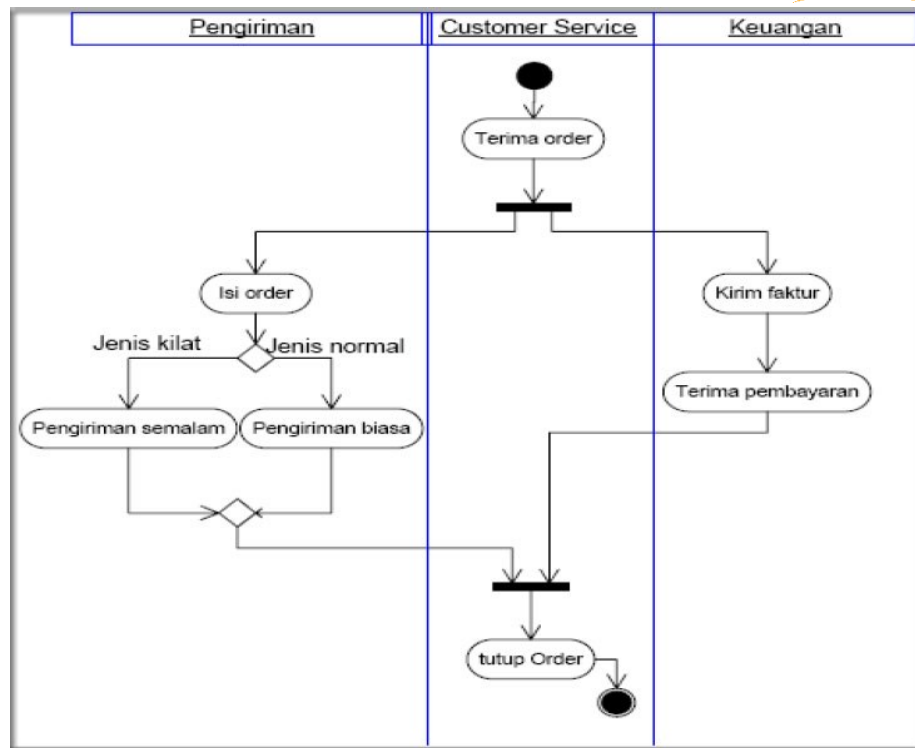 Pengiriman
Customer Service
Keuangan
Terima order
Isi order
Kirim faktur
Jenis kilat
Jenis normal
Terima pembayaran
Pengiriman semalam
Pengiriman biasa
tutup Order